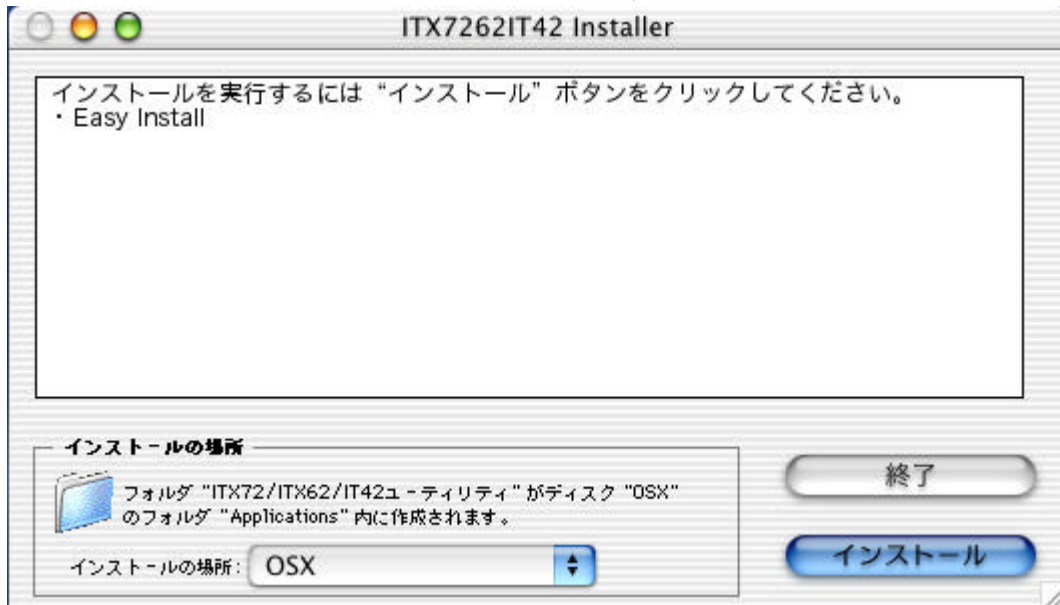 ITX7262IT42 Installer
インストールを実行するには“インストール”ボタンをクリックしてください。
・Easy Install
インストールの場所
フォルダ "ITX72/ITX62/IT42ユーティリティ" がディスク "OSX"
のフォルダ "Applications" 内に作成されます。
インストールの場所: OSX
終了
インストール